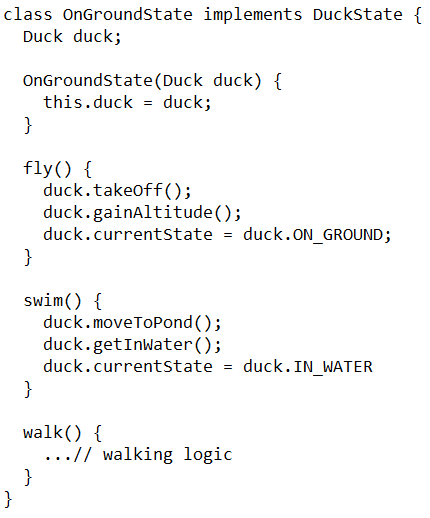 class OnGroundState implements DuckState {
  Duck duck;

  OnGroundState(Duck duck) {
    this.duck = duck;
  }

  fly() {
    duck.takeOff();
    duck.gainAltitude();
    duck.currentState = duck.ON_GROUND;
  }

  swim() {
    duck.moveToPond();
    duck.getInWater();
    duck.currentState = duck.IN_WATER
  }

  walk() {
    ...// walking logic
  }
}